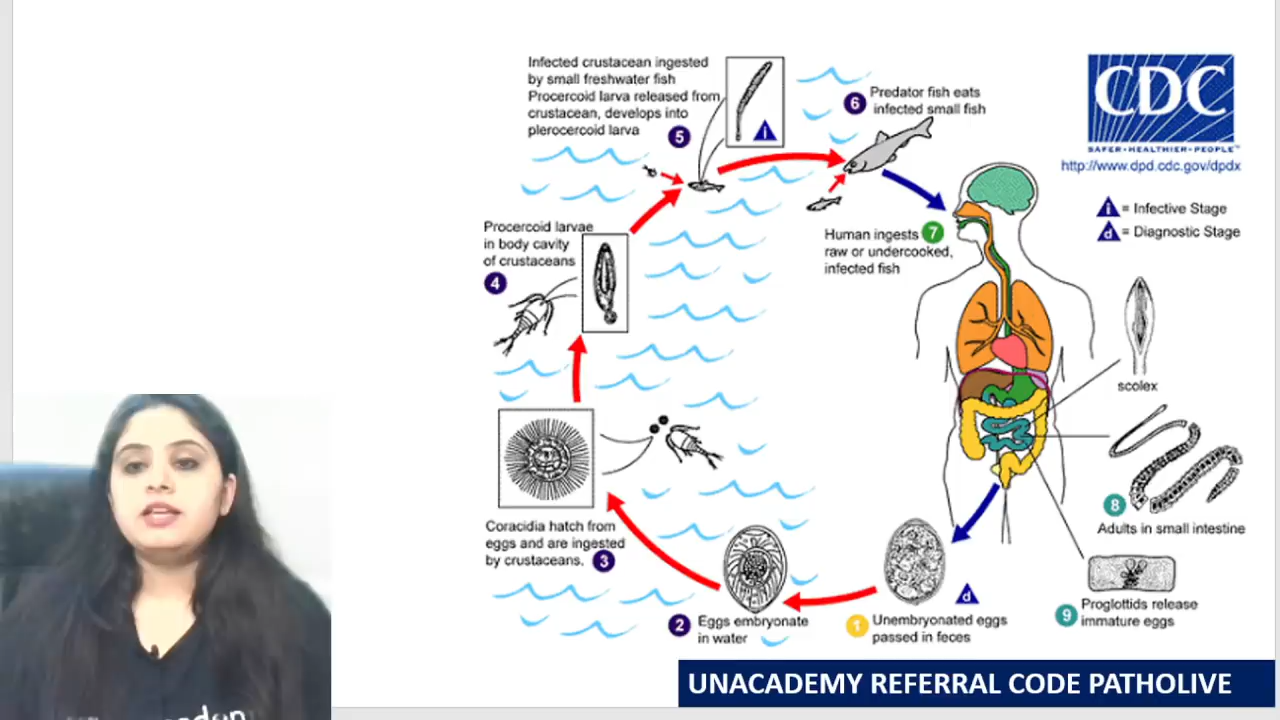 Infected crustacean ingested
by small freshwater fish
Procercoid larva released from
crustacean, develops into
plerocercoid larva
5
i
6
Predator fish eats
infected small fish
CDC
SAFER•HEALTHIER•PEOPLE™
http://www.dpd.cdc.gov/dpdx
i = Infective Stage
d = Diagnostic Stage
Procercoid larvae
in body cavity
of crustaceans
4
Human ingests 7
raw or undercooked,
infected fish
scolex
8
Adults in small intestine
Coracidia hatch from
eggs and are ingested
by crustaceans. 3
d
2 Eggs embryonate
in water
1 Unembryonated eggs
passed in feces
9 Proglottids release
immature eggs
UNACADEMY REFERRAL CODE PATHOLIVE